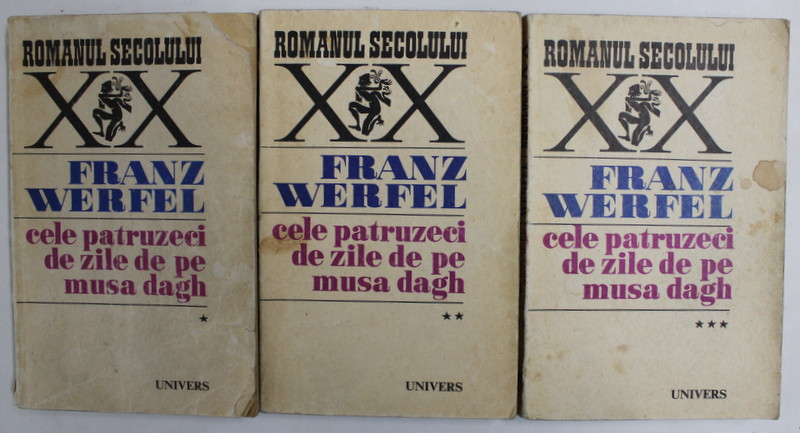 ROMANUL SECOLULUI
XX
FRANZ
WERFEL
cele patruzeci
de zile de pe
musa dagh
★
UNIVERS
ROMANUL SECOLULUI
XX
FRANZ
WERFEL
cele patruzeci
de zile de pe
musa dagh
★★
UNIVERS
ROMANUL SECOLULUI
XX
FRANZ
WERFEL
cele patruzeci
de zile de pe
musa dagh
★★★
UNIVERS